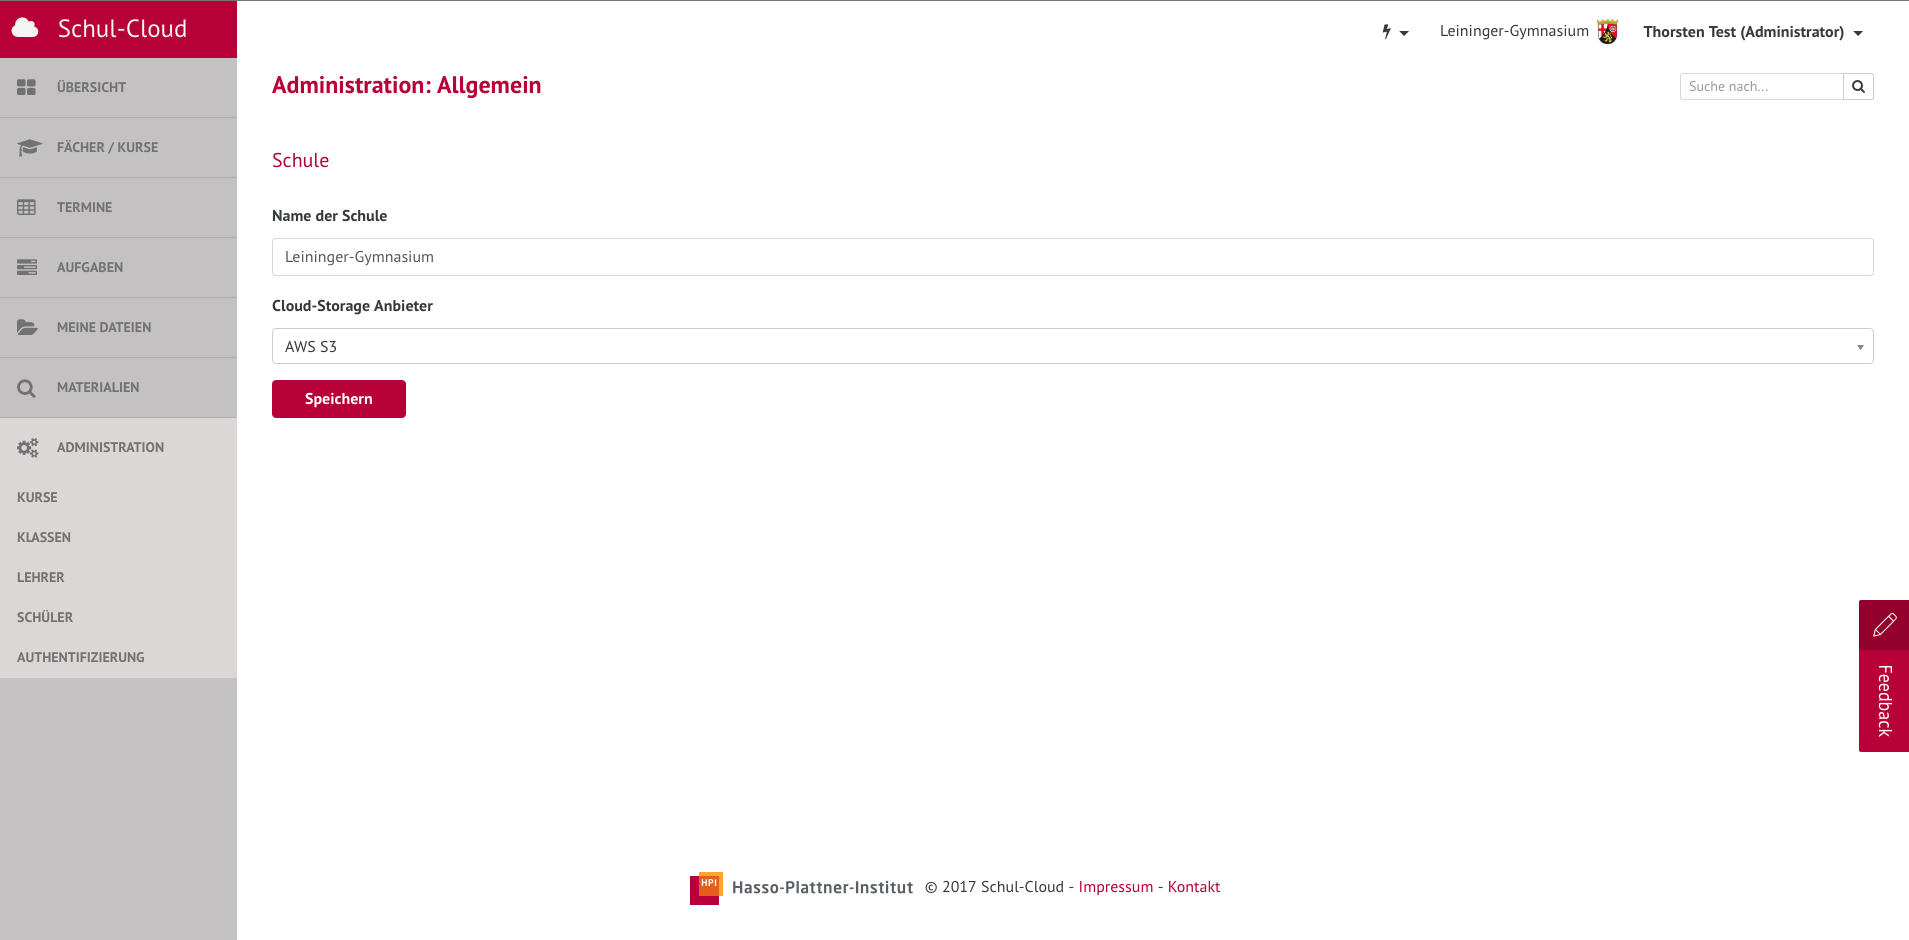 Schul-Cloud
ÜBERSICHT
FÄCHER / KURSE
TERMINE
AUFGABEN
MEINE DATEIEN
MATERIALIEN
ADMINISTRATION
KURSE
KLASSEN
LEHRER
SCHÜLER
AUTHENTIFIZIERUNG
Leininger-Gymnasium
Thorsten Test (Administrator)
Administration: Allgemein
Suche nach...
Schule
Name der Schule
Leininger-Gymnasium
Cloud-Storage Anbieter
AWS S3
Speichern
Feedback
HPI Hasso-Plattner-Institut © 2017 Schul-Cloud - Impressum - Kontakt